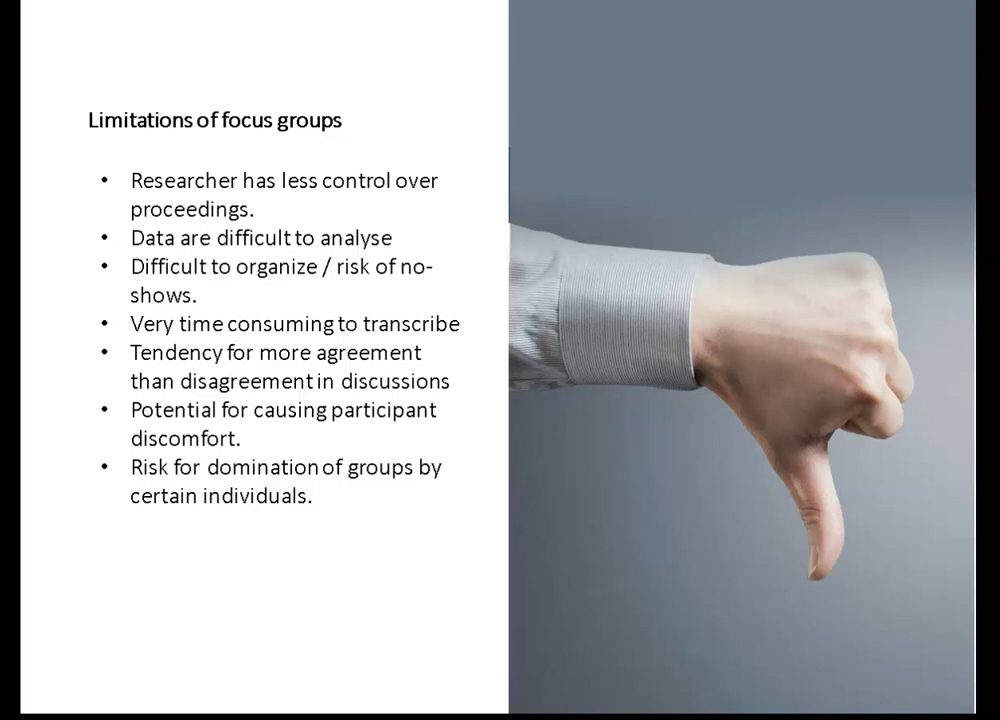 Limitations of focus groups
• Researcher has less control over
proceedings.
• Data are difficult to analyse
• Difficult to organize / risk of no-
shows.
• Very time consuming to transcribe
• Tendency for more agreement
than disagreement in discussions
• Potential for causing participant
discomfort.
• Risk for domination of groups by
certain individuals.